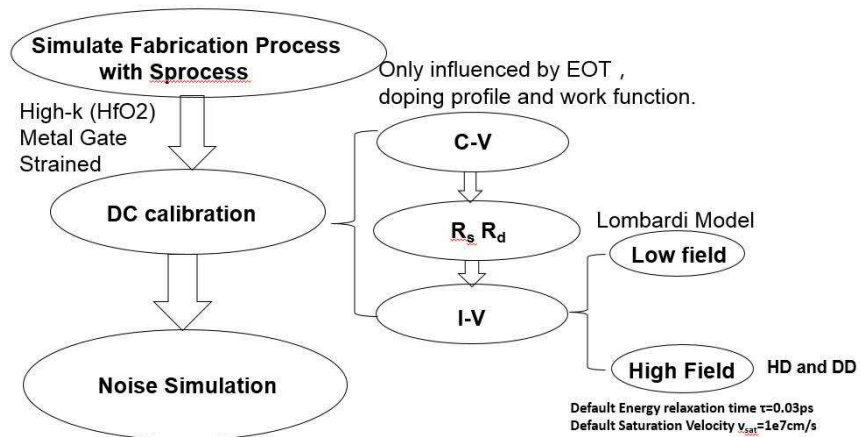 Simulate Fabrication Process
with Sprocess
Only influenced by EOT ,
doping profile and work function.
High-k (HfO2)
Metal Gate
Strained
C-V
DC calibration
Rs Rd
Lombardi Model
Low field
I-V
Noise Simulation
High Field
HD and DD
Default Energy relaxation time τ=0.03ps
Default Saturation Velocity vsat=1e7cm/s